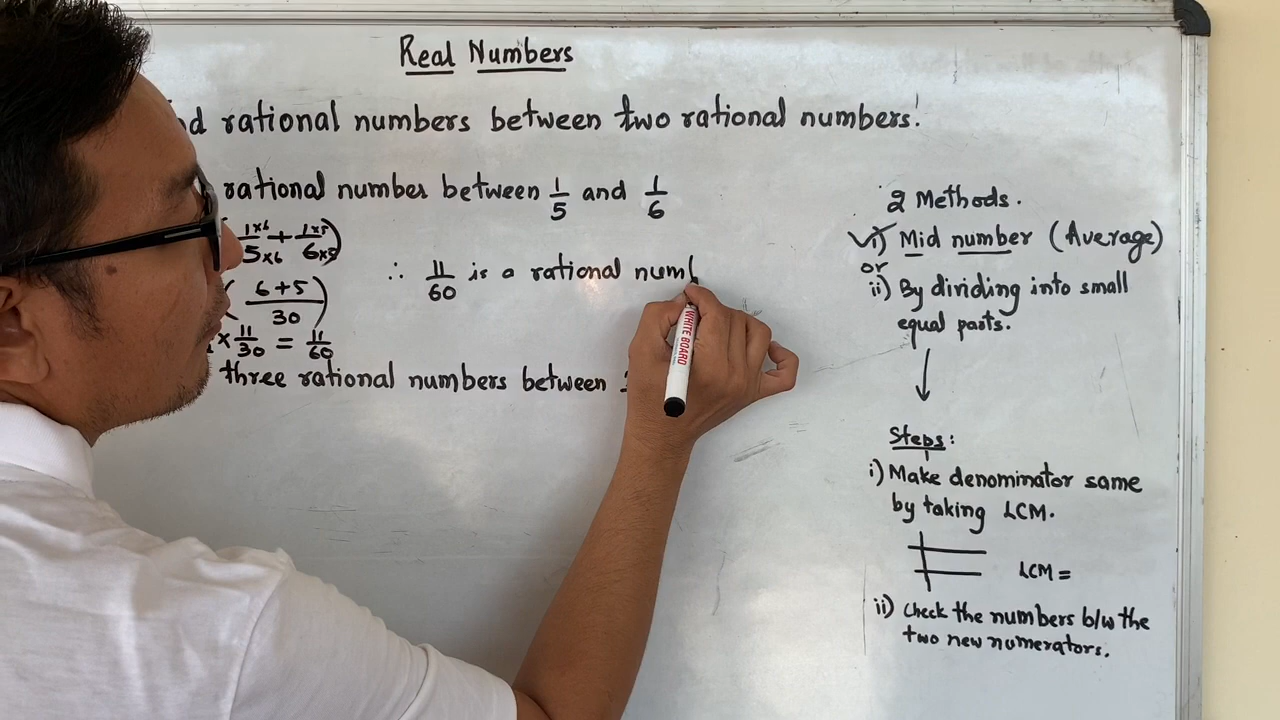 Real Numbers
rational numbers between two rational numbers.
rational number between 1/5 and 1/6
1×6/5×6 + 1×5/6×5)
∴ 11/60 is a rational num
( 6+5/30 )
× 11/30 = 11/60
three rational numbers between
2 Methods.
i) Mid number (Average)
or
ii) By dividing into small
equal parts.
Steps:
i) Make denominator same
by taking LCM.
LCM =
ii) Check the numbers b/w the
two new numerators.
WHITE BOARD